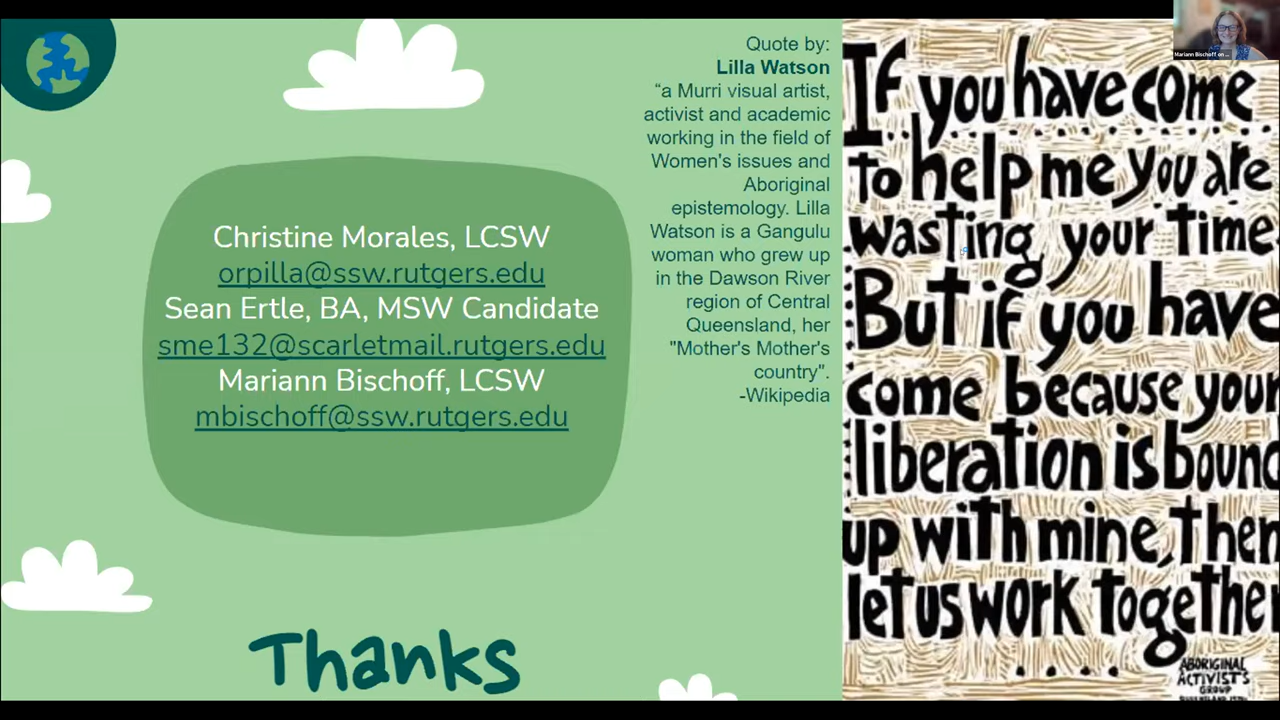 Christine Morales, LCSW
orpilla@ssw.rutgers.edu
Sean Ertle, BA, MSW Candidate
sme132@scarletmail.rutgers.edu
Mariann Bischoff, LCSW
mbischoff@ssw.rutgers.edu
Thanks
Quote by:
Lilla Watson
“a Murri visual artist,
activist and academic
working in the field of
Women's issues and
Aboriginal
epistemology. Lilla
Watson is a Gangulu
woman who grew up
in the Dawson River
region of Central
Queensland, her
"Mother's Mother's
country".
-Wikipedia
If you have come
to help me you are
wasting your time.
But if you have
come because your
liberation is bound
up with mine, then
let us work together
ABORIGINAL
ACTIVIST'S
GROUP
Mariann Bischoff on ...